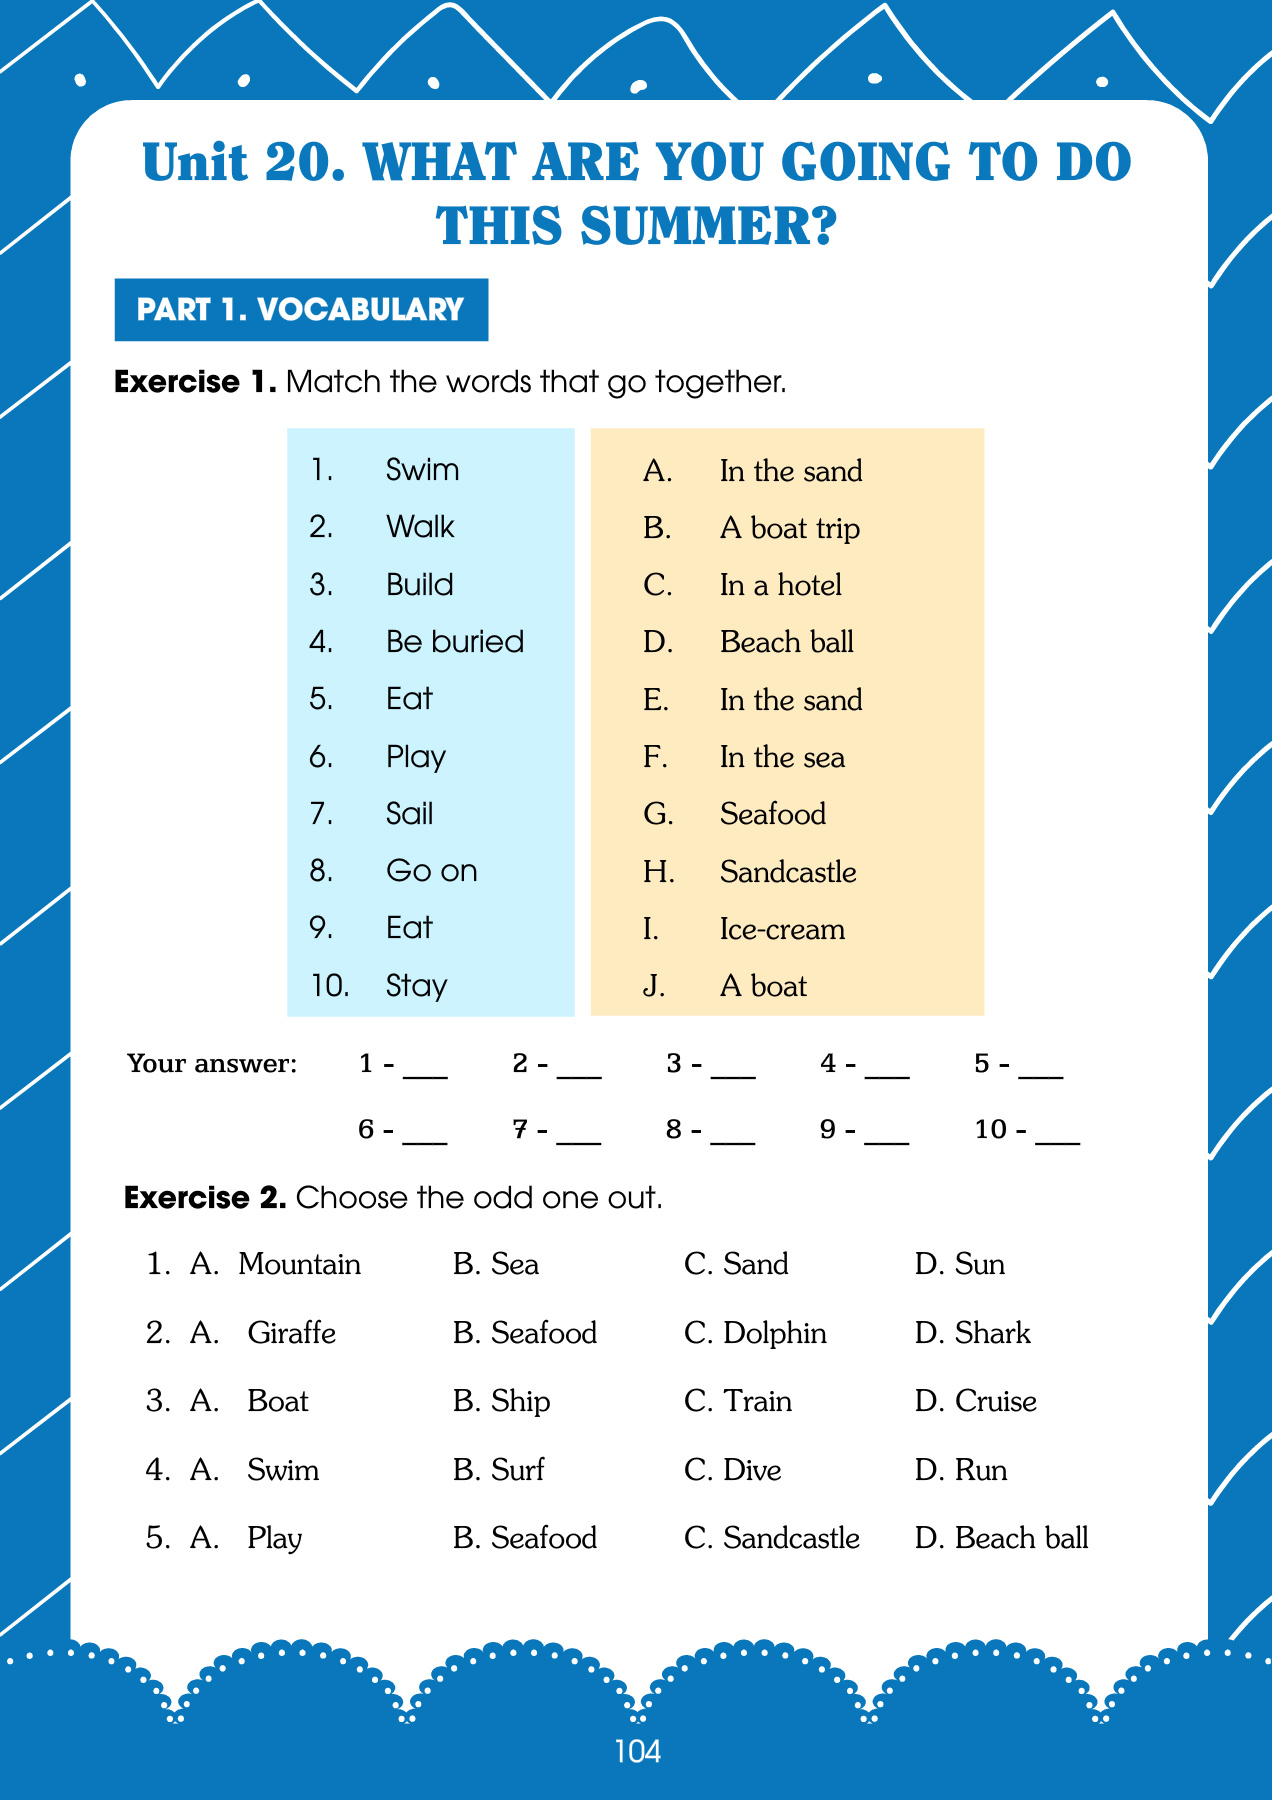 Unit 20. WHAT ARE YOU GOING TO DO
THIS SUMMER?
PART 1. VOCABULARY
Exercise 1. Match the words that go together.
1. Swim
2. Walk
3. Build
4. Be buried
5. Eat
6. Play
7. Sail
8. Go on
9. Eat
10. Stay
A. In the sand
B. A boat trip
C. In a hotel
D. Beach ball
E. In the sand
F. In the sea
G. Seafood
H. Sandcastle
I. Ice-cream
J. A boat
Your answer: 1 - ___ 2 - ___ 3 - ___ 4 - ___ 5 - ___
6 - ___ 7 - ___ 8 - ___ 9 - ___ 10 - ___
Exercise 2. Choose the odd one out.
1. A. Mountain B. Sea C. Sand D. Sun
2. A. Giraffe B. Seafood C. Dolphin D. Shark
3. A. Boat B. Ship C. Train D. Cruise
4. A. Swim B. Surf C. Dive D. Run
5. A. Play B. Seafood C. Sandcastle D. Beach ball
104